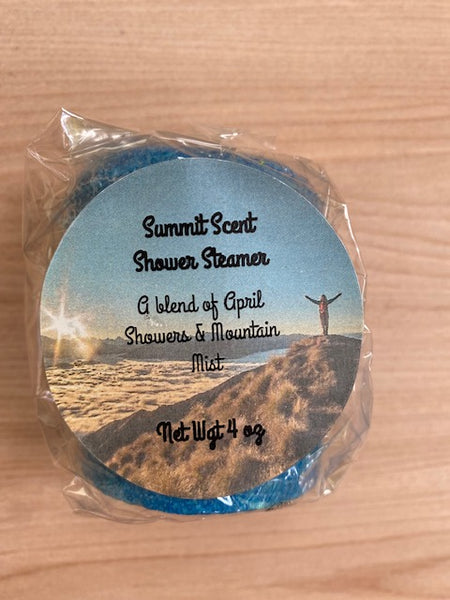 Summit Scent
Shower Steamer
A blend of April
Showers & Mountain
Mist
Net Wgt 4 oz